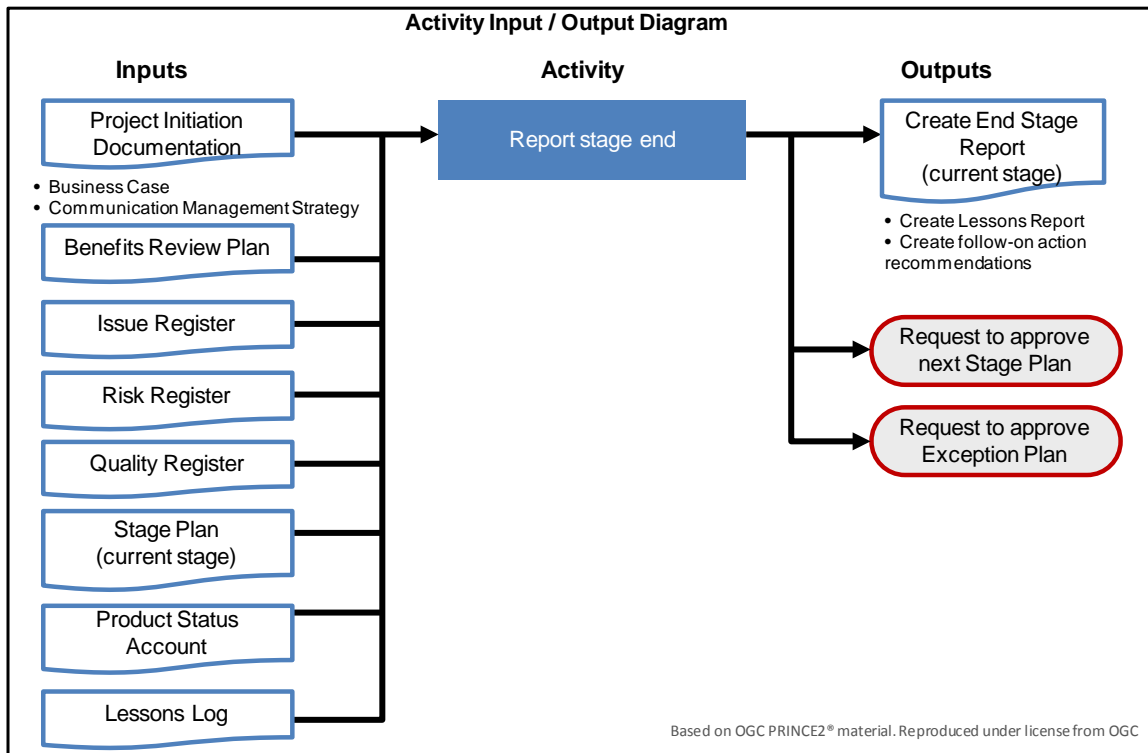 Activity Input / Output Diagram
Inputs
Activity
Outputs
Project Initiation
Documentation
• Business Case
• Communication Management Strategy
Benefits Review Plan
Issue Register
Risk Register
Quality Register
Stage Plan
(current stage)
Product Status
Account
Lessons Log
Report stage end
Create End Stage
Report
(current stage)
• Create Lessons Report
• Create follow-on action
recommendations
Request to approve
next Stage Plan
Request to approve
Exception Plan
Based on OGC PRINCE2® material. Reproduced under license from OGC